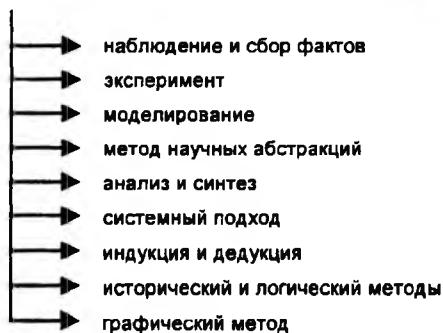 наблюдение и сбор фактов
эксперимент
моделирование
метод научных абстракций
анализ и синтез
системный подход
индукция и дедукция
исторический и логический методы
графический метод